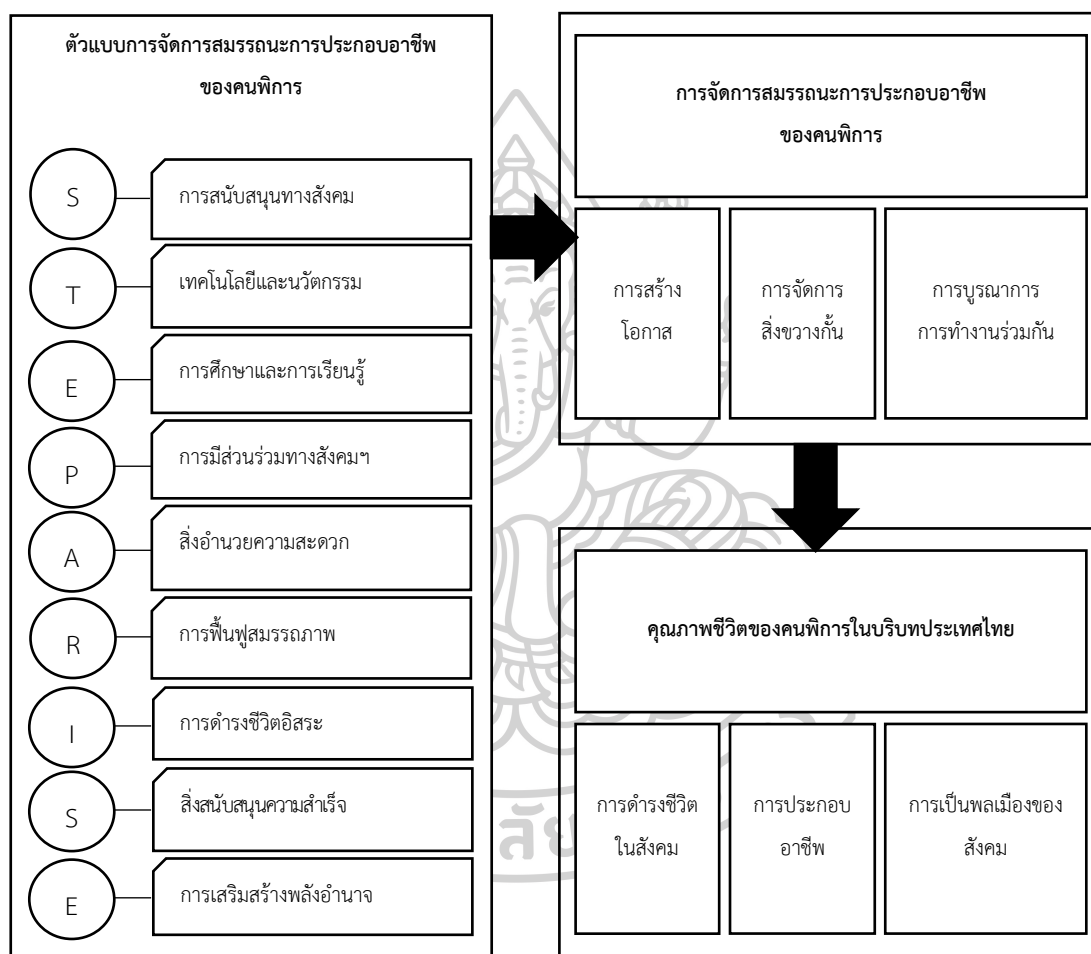 ตัวแบบการจัดการสมรรถนะการประกอบอาชีพ
ของคนพิการ
S
การสนับสนุนทางสังคม
T
เทคโนโลยีและนวัตกรรม
E
การศึกษาและการเรียนรู้
P
การมีส่วนร่วมทางสังคมฯ
A
สิ่งอำนวยความสะดวก
R
การฟื้นฟูสมรรถภาพ
I
การดำรงชีวิตอิสระ
S
สิ่งสนับสนุนความสำเร็จ
E
การเสริมสร้างพลังอำนาจ
การจัดการสมรรถนะการประกอบอาชีพ
ของคนพิการ
การสร้าง
โอกาส
การจัดการ
สิ่งขวางกั้น
การบูรณาการ
การทำงานร่วมกัน
คุณภาพชีวิตของคนพิการในบริบทประเทศไทย
การดำรงชีวิต
ในสังคม
การประกอบ
อาชีพ
การเป็นพลเมืองของ
สังคม